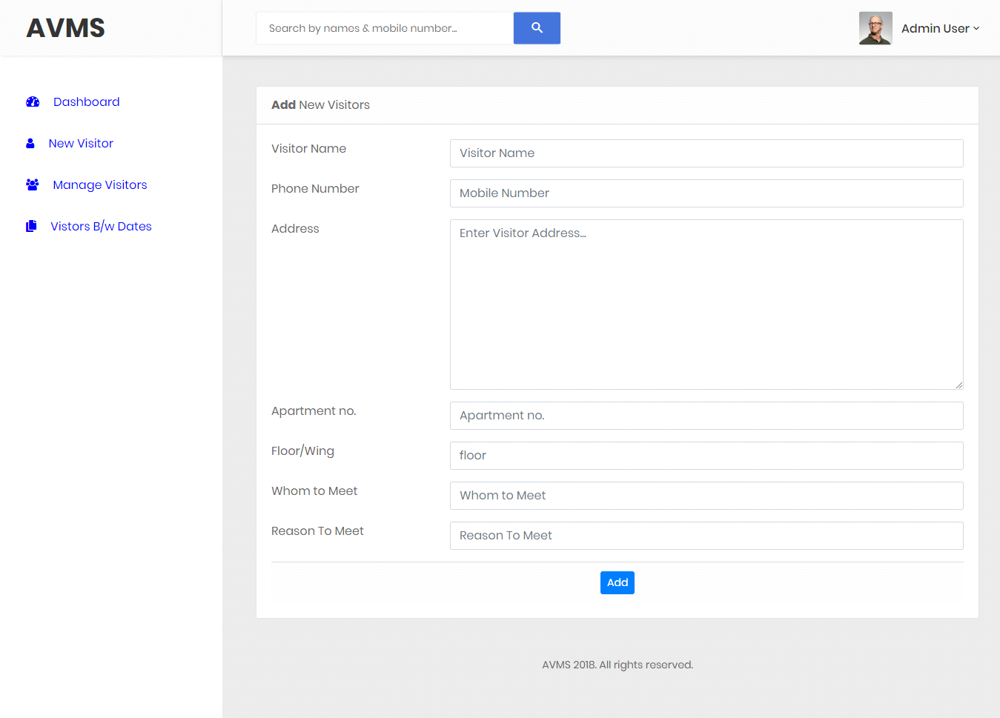 AVMS
Search by names & mobile number...
Admin User
Dashboard
New Visitor
Manage Visitors
Vistors B/w Dates
Add New Visitors
Visitor Name
Visitor Name
Phone Number
Mobile Number
Address
Enter Visitor Address...
Apartment no.
Apartment no.
Floor/Wing
floor
Whom to Meet
Whom to Meet
Reason To Meet
Reason To Meet
Add
AVMS 2018. All rights reserved.